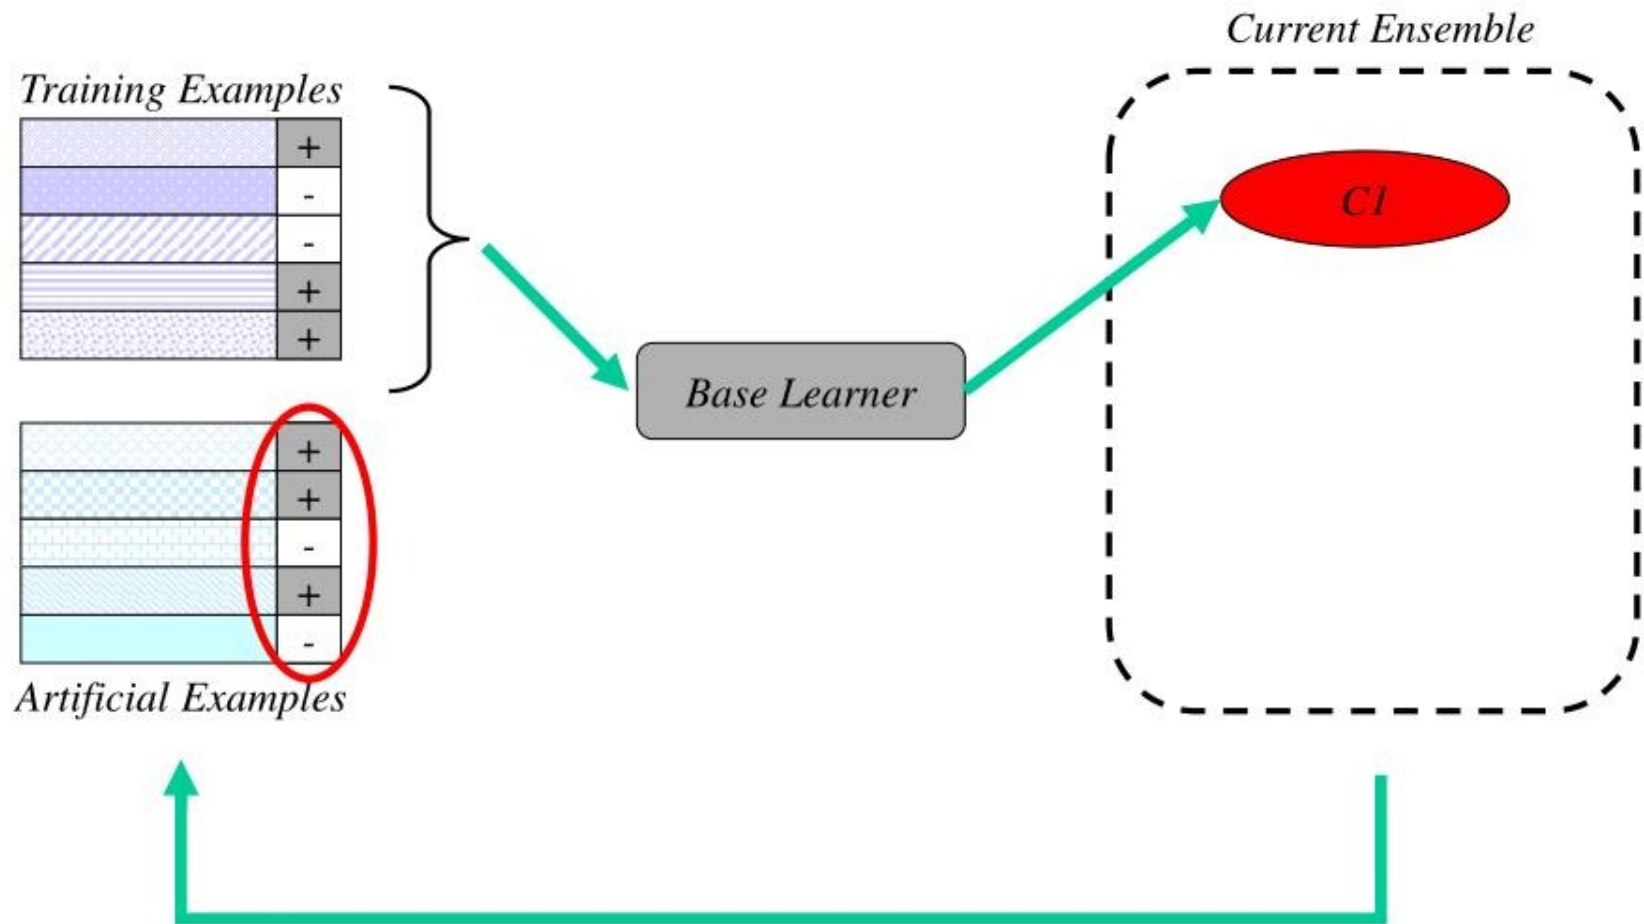 Current Ensemble
Training Examples
+
-
-
+
+
C1
Base Learner
+
+
-
+
-
Artificial Examples